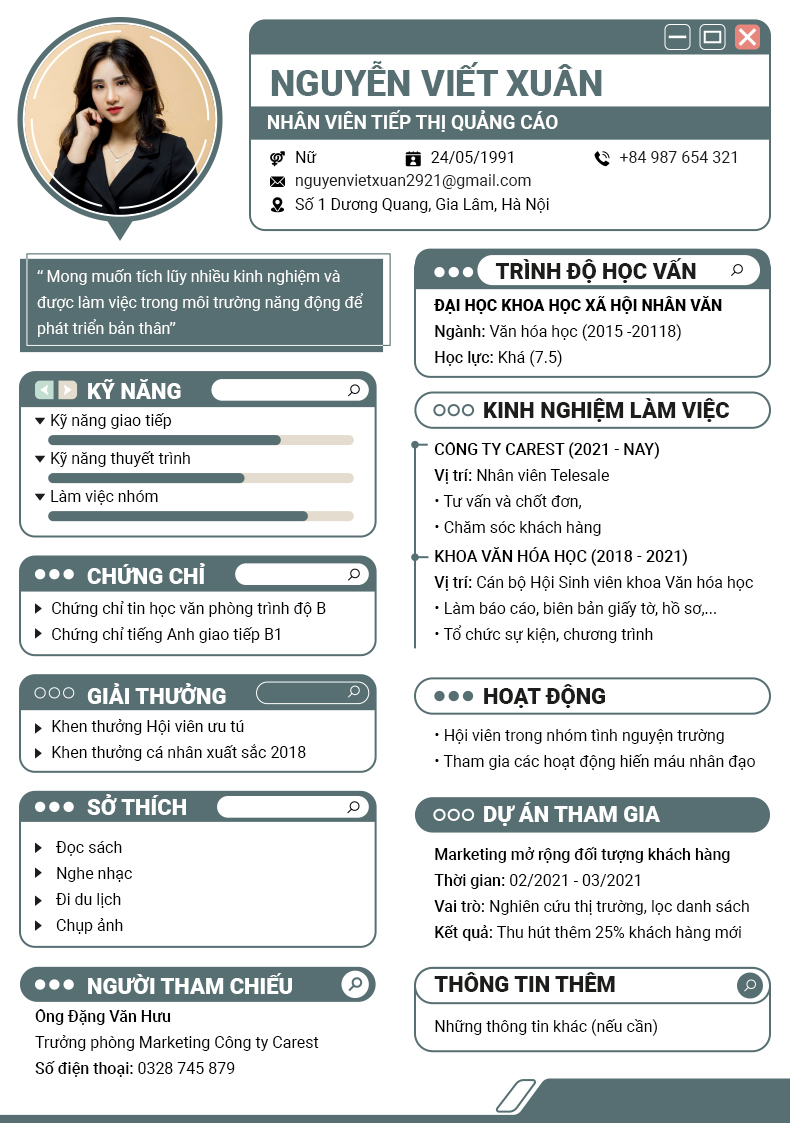 NGUYỄN VIẾT XUÂN
NHÂN VIÊN TIẾP THỊ QUẢNG CÁO
Nữ
24/05/1991
+84 987 654 321
nguyenvietxuan2921@gmail.com
Số 1 Dương Quang, Gia Lâm, Hà Nội
“ Mong muốn tích lũy nhiều kinh nghiệm và
được làm việc trong môi trường năng động để
phát triển bản thân”
KỸ NĂNG
Kỹ năng giao tiếp
Kỹ năng thuyết trình
Làm việc nhóm
CHỨNG CHỈ
Chứng chỉ tin học văn phòng trình độ B
Chứng chỉ tiếng Anh giao tiếp B1
GIẢI THƯỞNG
Khen thưởng Hội viên ưu tú
Khen thưởng cá nhân xuất sắc 2018
SỞ THÍCH
Đọc sách
Nghe nhạc
Đi du lịch
Chụp ảnh
NGƯỜI THAM CHIẾU
Ông Đặng Văn Hưu
Trưởng phòng Marketing Công ty Carest
Số điện thoại: 0328 745 879
TRÌNH ĐỘ HỌC VẤN
ĐẠI HỌC KHOA HỌC XÃ HỘI NHÂN VĂN
Ngành: Văn hóa học (2015 -20118)
Học lực: Khá (7.5)
KINH NGHIỆM LÀM VIỆC
CÔNG TY CAREST (2021 - NAY)
Vị trí: Nhân viên Telesale
• Tư vấn và chốt đơn,
• Chăm sóc khách hàng
KHOA VĂN HÓA HỌC (2018 - 2021)
Vị trí: Cán bộ Hội Sinh viên khoa Văn hóa học
• Làm báo cáo, biên bản giấy tờ, hồ sơ,...
• Tổ chức sự kiện, chương trình
HOẠT ĐỘNG
• Hội viên trong nhóm tình nguyện trường
• Tham gia các hoạt động hiến máu nhân đạo
DỰ ÁN THAM GIA
Marketing mở rộng đối tượng khách hàng
Thời gian: 02/2021 - 03/2021
Vai trò: Nghiên cứu thị trường, lọc danh sách
Kết quả: Thu hút thêm 25% khách hàng mới
THÔNG TIN THÊM
Những thông tin khác (nếu cần)